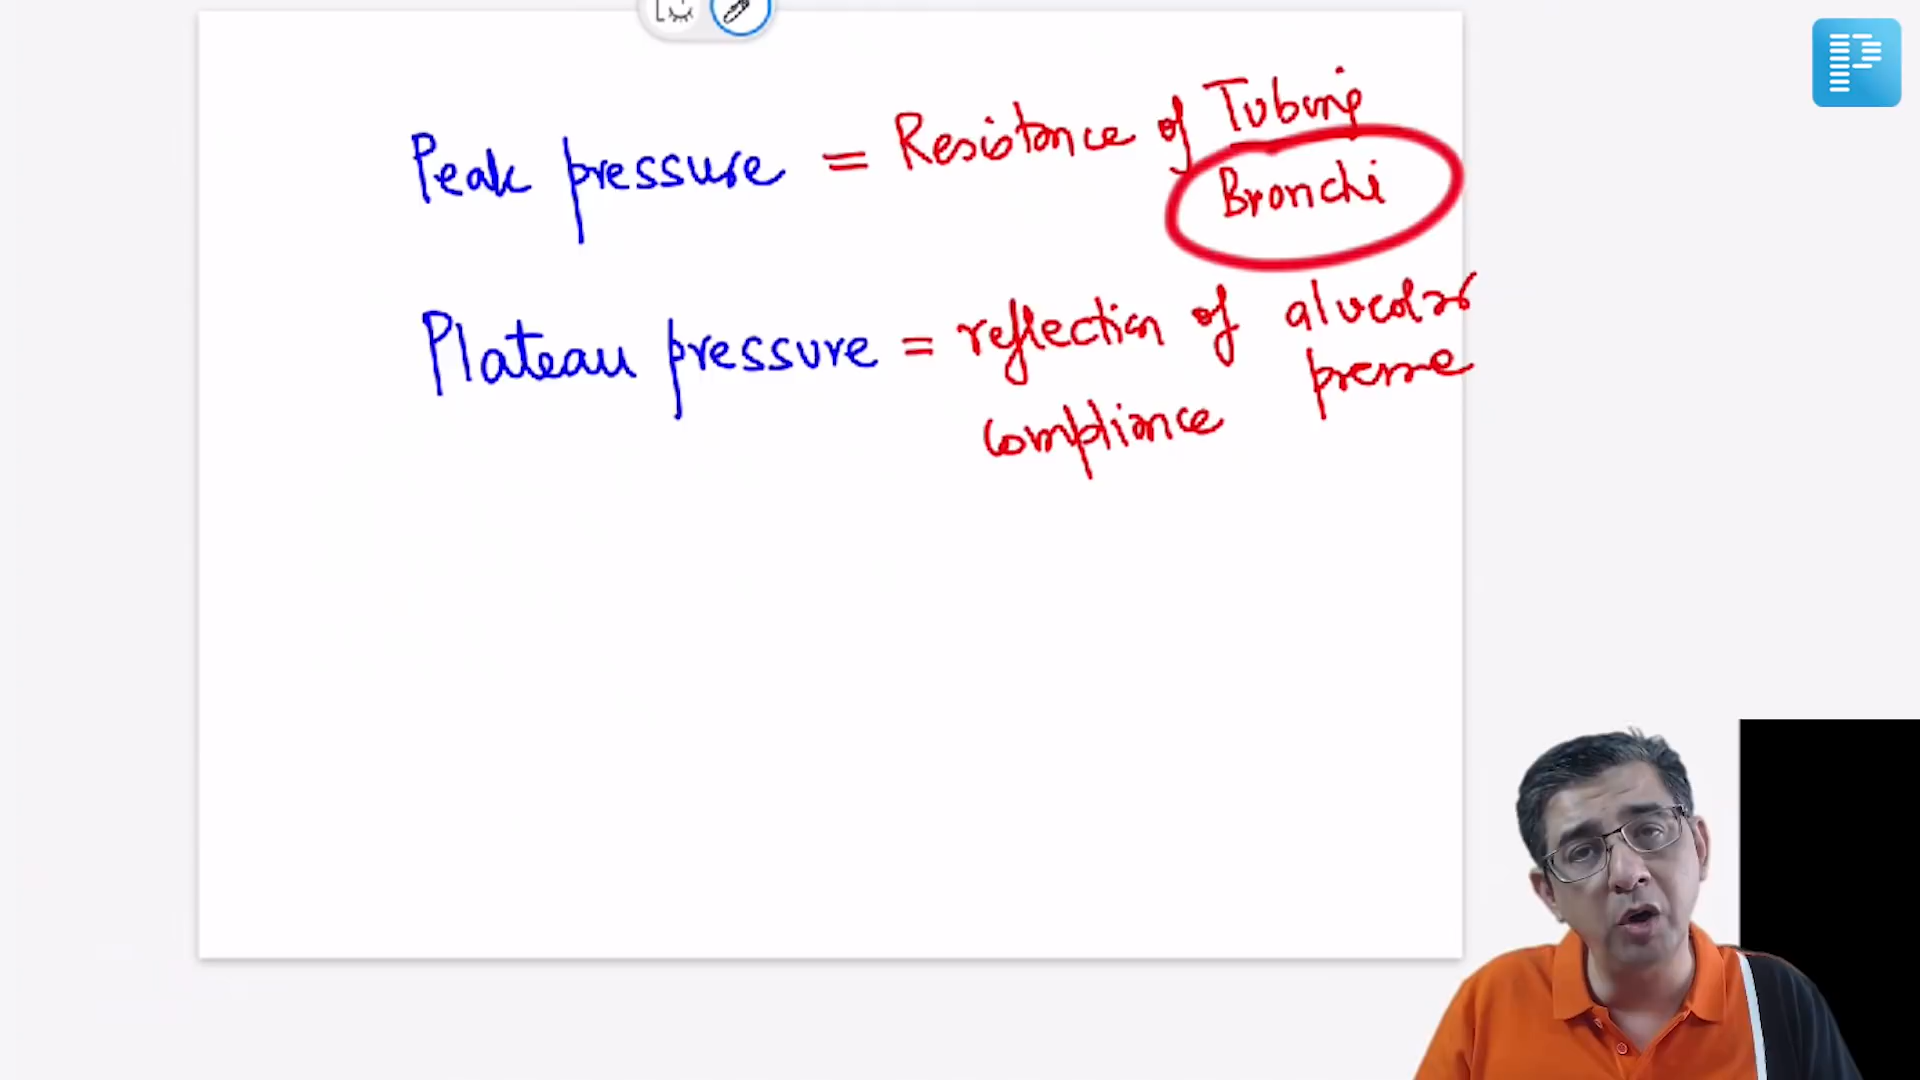 Peak pressure = Resistance of Tubing
Bronchi
Plateau pressure = reflection of alveolar
pressure
compliance